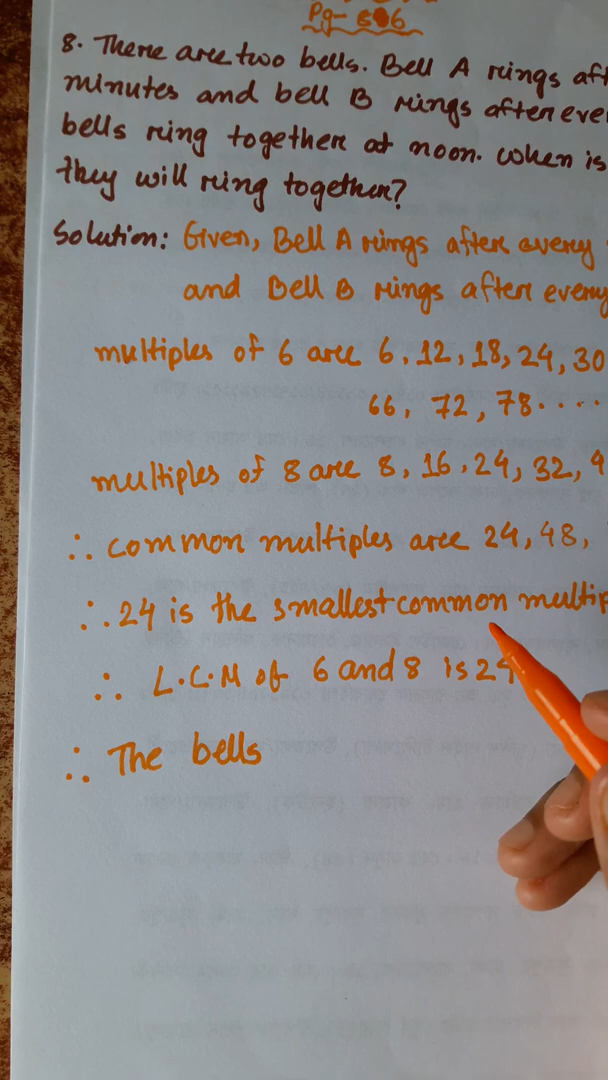 Pg-
8. There are two bells. Bell A rings aft
minutes and bell B rings after eve
bells ring together at noon. When is
they will ring together?
Solution: Given, Bell A rings after every
and Bell B rings after every
multiples of 6 are 6, 12, 18, 24, 30
66, 72, 78....
multiples of 8 are 8, 16, 24, 32, 4
∴ common multiples are 24, 48,
∴ 24 is the smallest common multip
∴ L.C.M of 6 and 8 is 24
∴ The bells